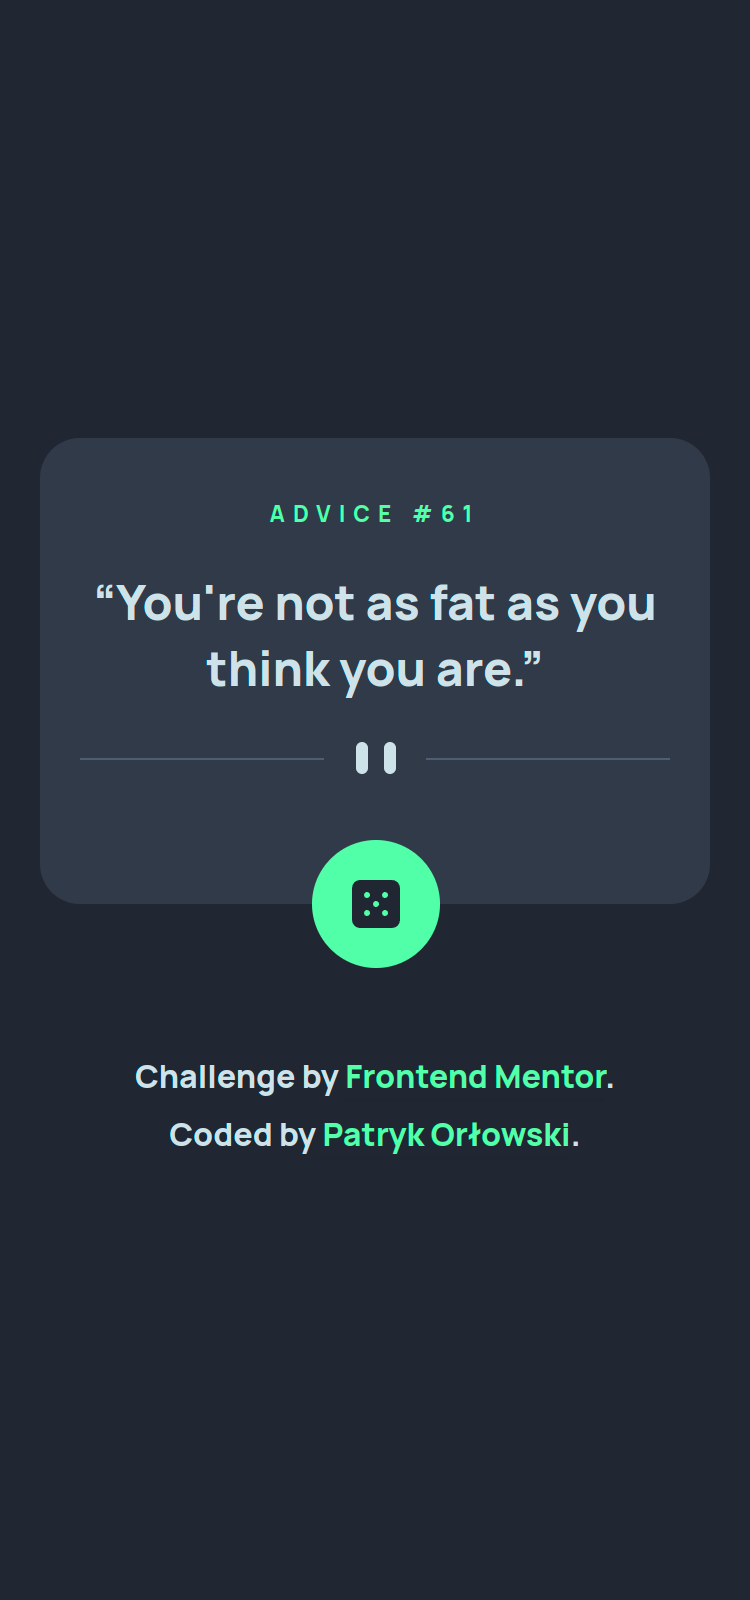 ADVICE #61
“You're not as fat as you
think you are.”
Challenge by Frontend Mentor.
Coded by Patryk Orłowski.